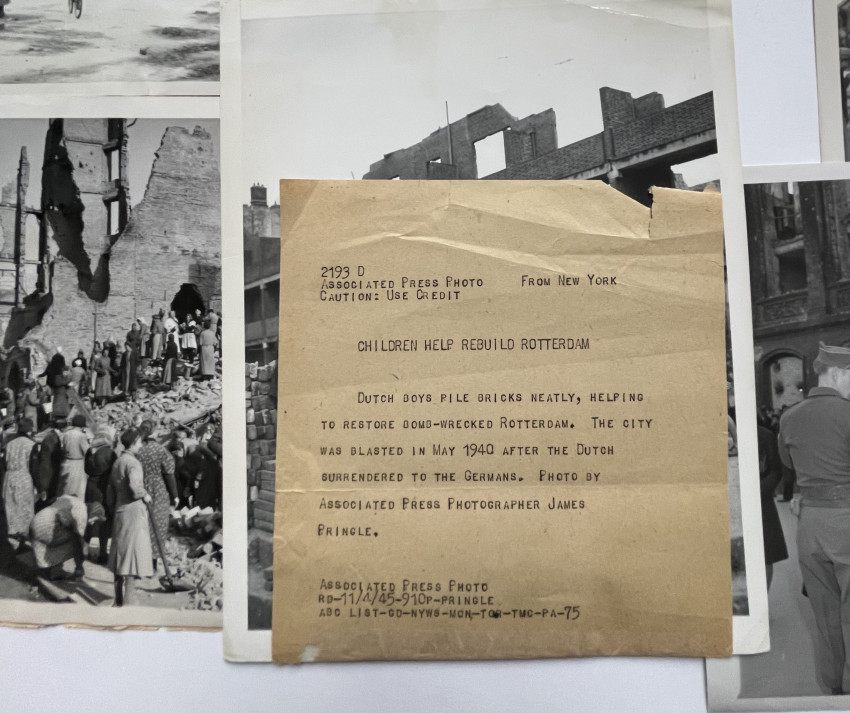 2193 D
Associated Press Photo From New York
Caution: Use Credit
CHILDREN HELP REBUILD ROTTERDAM
Dutch boys pile bricks neatly, helping
to restore bomb-wrecked Rotterdam. The city
was blasted in May 1940 after the Dutch
surrendered to the Germans. Photo by
Associated Press Photographer James
Pringle.
Associated Press Photo
RD-11/4/45-910p-PRINGLE
ABC LIST-GD-NYWS-MON-TOR-TMC-PA-75